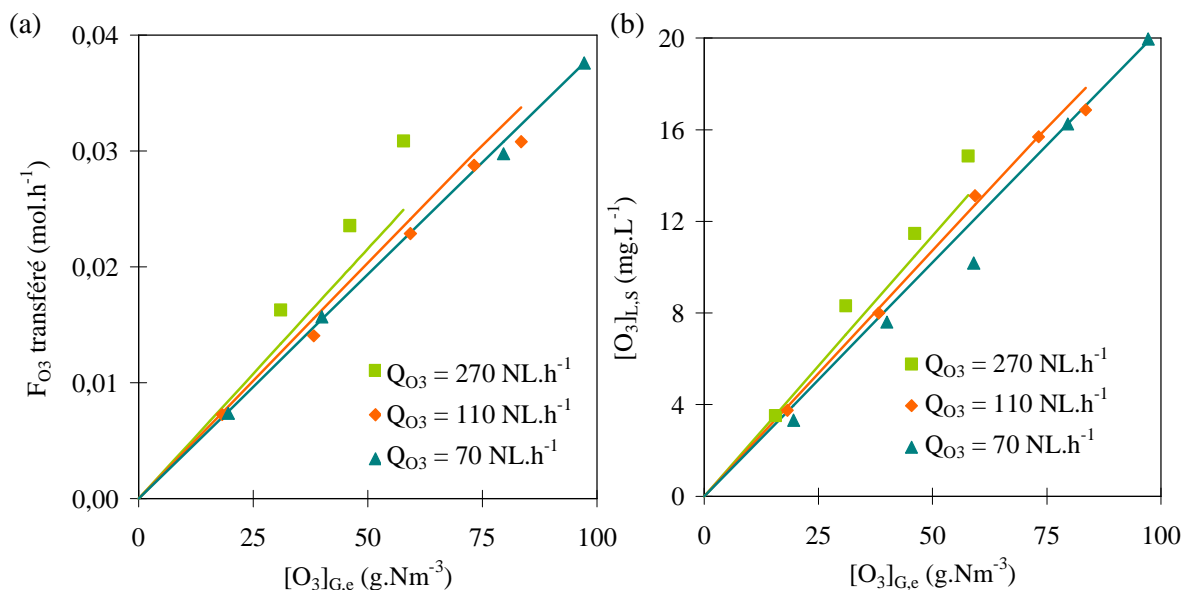 (a)
F_O3 transféré (mol.h⁻¹)
0,04
0,03
0,02
0,01
0,00
0 25 50 75 100
[O₃]_G,e (g.Nm⁻³)
Q_O3 = 270 NL.h⁻¹
Q_O3 = 110 NL.h⁻¹
Q_O3 = 70 NL.h⁻¹
(b)
[O₃]_L,S (mg.L⁻¹)
20
16
12
8
4
0
0 25 50 75 100
[O₃]_G,e (g.Nm⁻³)
Q_O3 = 270 NL.h⁻¹
Q_O3 = 110 NL.h⁻¹
Q_O3 = 70 NL.h⁻¹